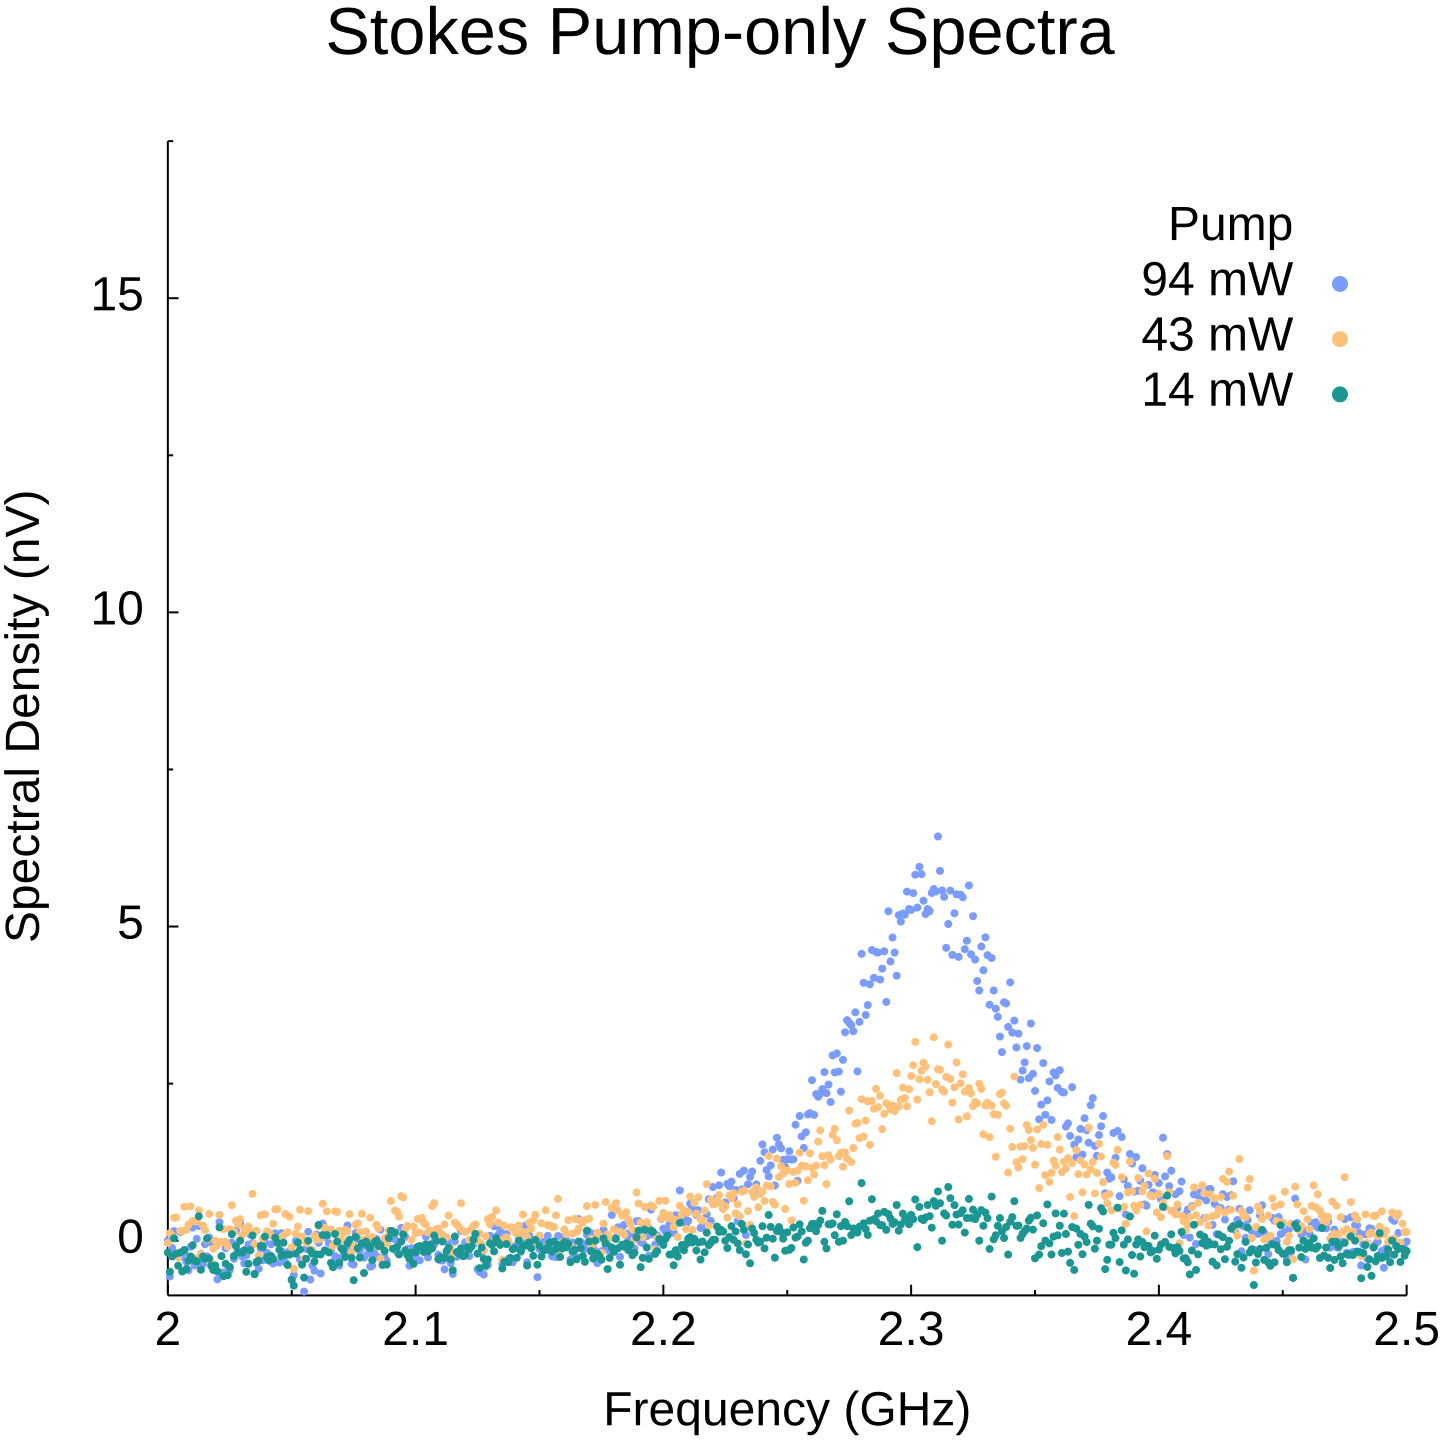 Stokes Pump-only Spectra
Pump
94 mW
43 mW
14 mW
15
10
5
0
Spectral Density (nV)
2
2.1
2.2
2.3
2.4
2.5
Frequency (GHz)